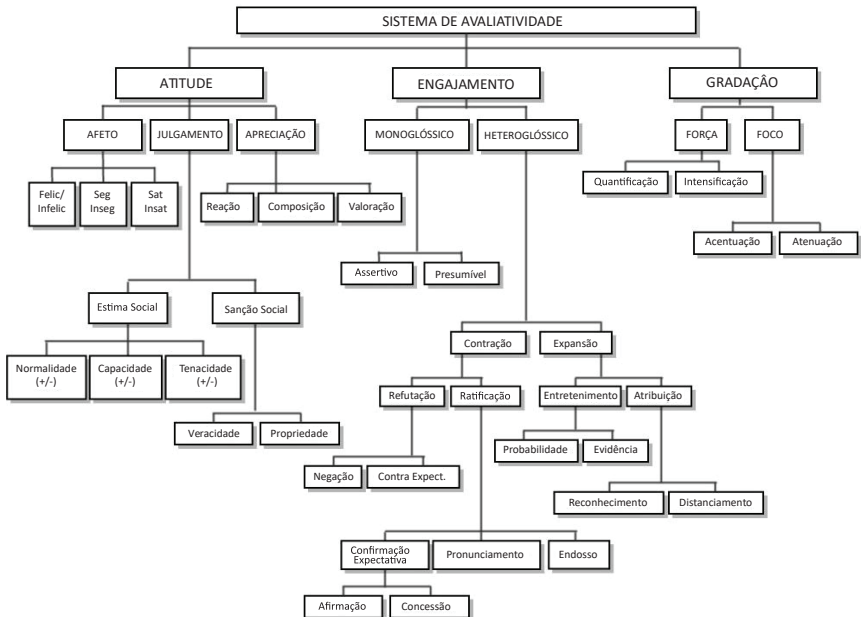 SISTEMA DE AVALIATIVIDADE
ATITUDE
ENGAJAMENTO
GRADAÇÂO
AFETO
JULGAMENTO
APRECIAÇÃO
MONOGLÓSSICO
HETEROGLÓSSICO
FORÇA
FOCO
Felic/
Infelic
Seg
Inseg
Sat
Insat
Reação
Composição
Valoração
Quantificação
Intensificação
Acentuação
Atenuação
Assertivo
Presumível
Estima Social
Sanção Social
Contração
Expansão
Normalidade
(+/-)
Capacidade
(+/-)
Tenacidade
(+/-)
Refutação
Ratificação
Entretenimento
Atribuição
Veracidade
Propriedade
Probabilidade
Evidência
Negação
Contra Expect.
Reconhecimento
Distanciamento
Confirmação
Expectativa
Pronunciamento
Endosso
Afirmação
Concessão